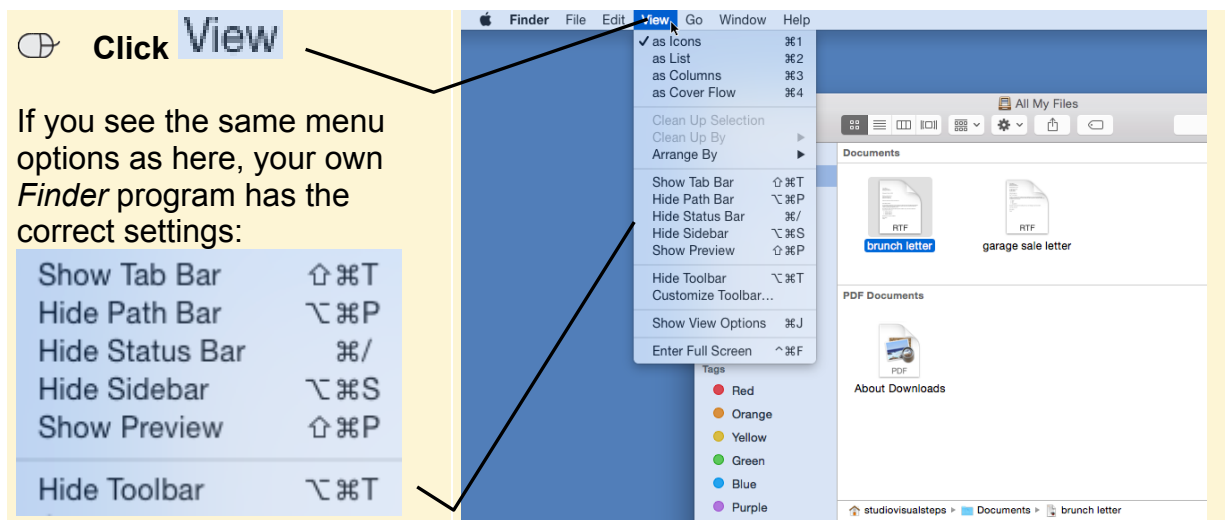 Click View
If you see the same menu
options as here, your own
Finder program has the
correct settings:
Show Tab Bar ⇧⌘T
Hide Path Bar ⌥⌘P
Hide Status Bar ⌘/
Hide Sidebar ⌥⌘S
Show Preview ⇧⌘P
Hide Toolbar ⌥⌘T
Finder File Edit View Go Window Help
✓ as Icons ⌘1
as List ⌘2
as Columns ⌘3
as Cover Flow ⌘4
Clean Up Selection
Clean Up By ▶
Arrange By ▶
Show Tab Bar ⇧⌘T
Hide Path Bar ⌥⌘P
Hide Status Bar ⌘/
Hide Sidebar ⌥⌘S
Show Preview ⇧⌘P
Hide Toolbar ⌥⌘T
Customize Toolbar...
Show View Options ⌘J
Enter Full Screen ^⌘F
All My Files
Documents
RTF RTF
brunch letter garage sale letter
PDF Documents
PDF
About Downloads
Tags
Red
Orange
Yellow
Green
Blue
Purple
studiovisualsteps ▸ Documents ▸ brunch letter